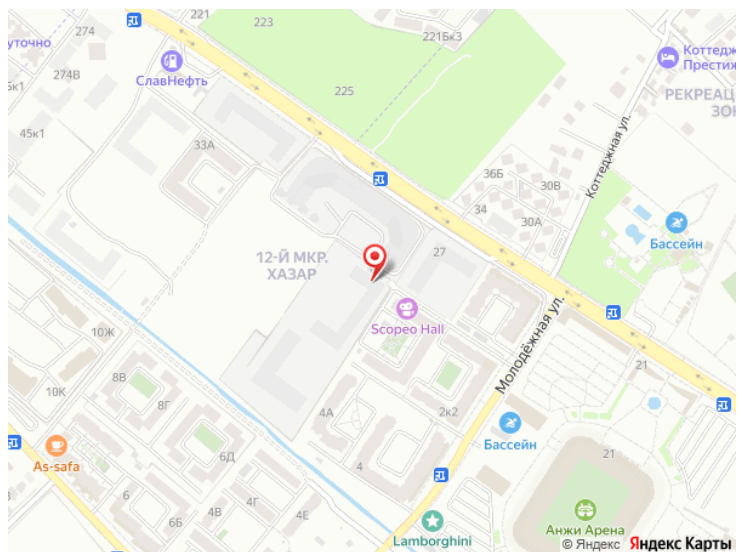 221
223
221Бк3
уточно
274
274В
5к1
СлавНефть
225
Коттедж
Престиж
РЕКРЕАЦ
ЗОН
45к1
33А
Коттеджная ул.
36Б
30В
34
30А
Бассейн
12-Й МКР.
ХАЗАР
27
Scopeo Hall
Молодёжная ул.
10Ж
21
8В
10К
8Г
4А
2к2
Бассейн
As-safa
6Д
21
4
6
4Г
6Б
4В
4Е
Анжи Арена
Lamborghini
© Яндекс Яндекс Карты